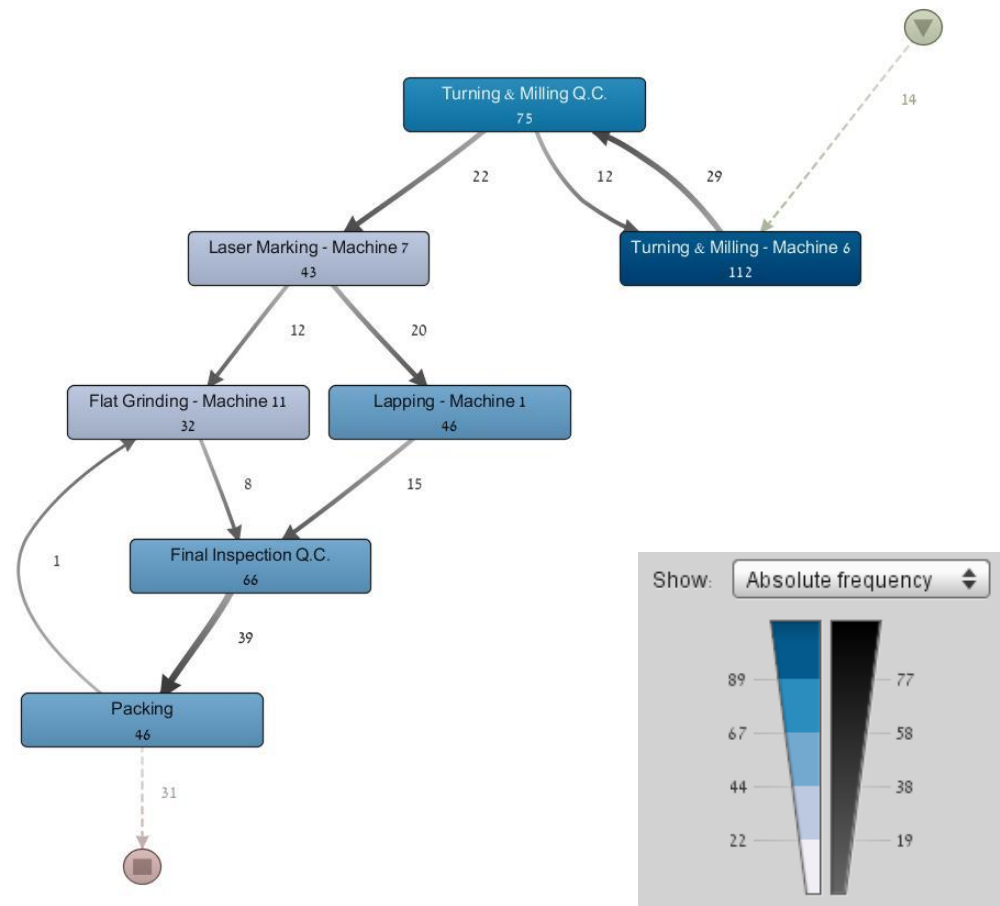 14
Turning & Milling Q.C.
75
22
12
29
Laser Marking - Machine 7
43
Turning & Milling - Machine 6
112
12
20
Flat Grinding - Machine 11
32
Lapping - Machine 1
46
8
15
1
Final Inspection Q.C.
66
39
Packing
46
31
Show: Absolute frequency
89 77
67 58
44 38
22 19